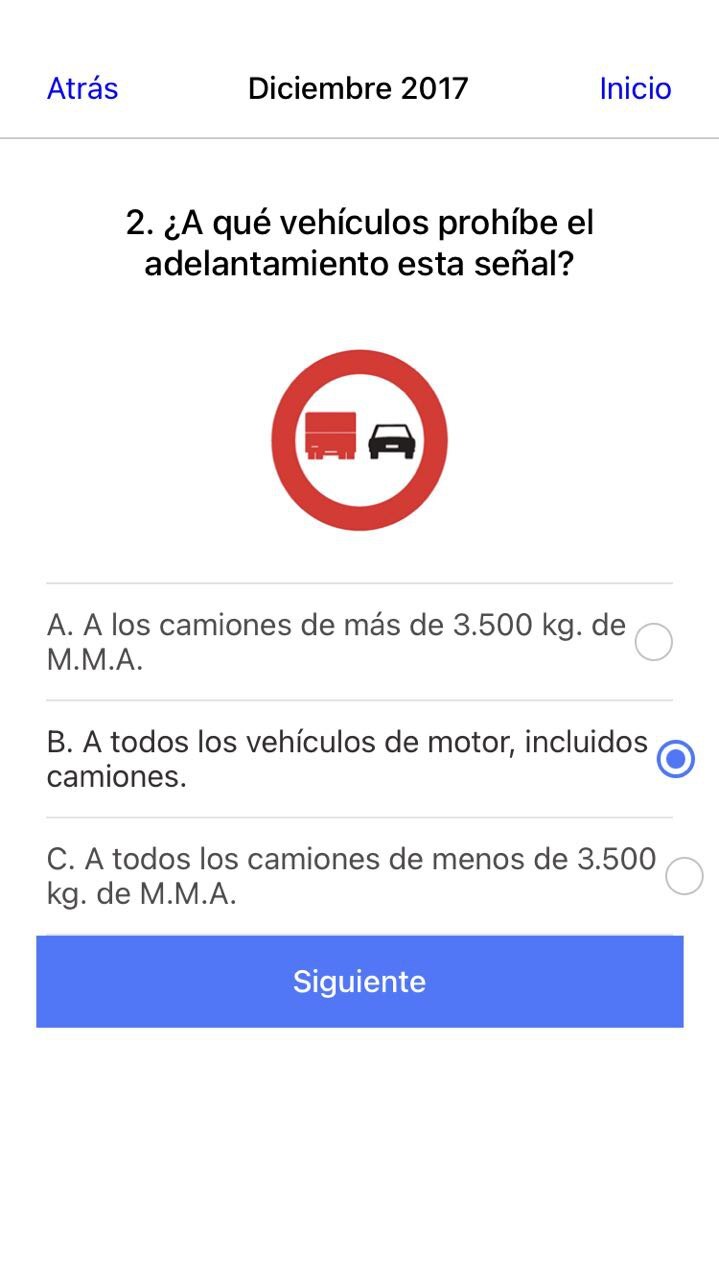 Atrás
Diciembre 2017
Inicio
2. ¿A qué vehículos prohíbe el
adelantamiento esta señal?
A. A los camiones de más de 3.500 kg. de
M.M.A.
B. A todos los vehículos de motor, incluidos
camiones.
C. A todos los camiones de menos de 3.500
kg. de M.M.A.
Siguiente